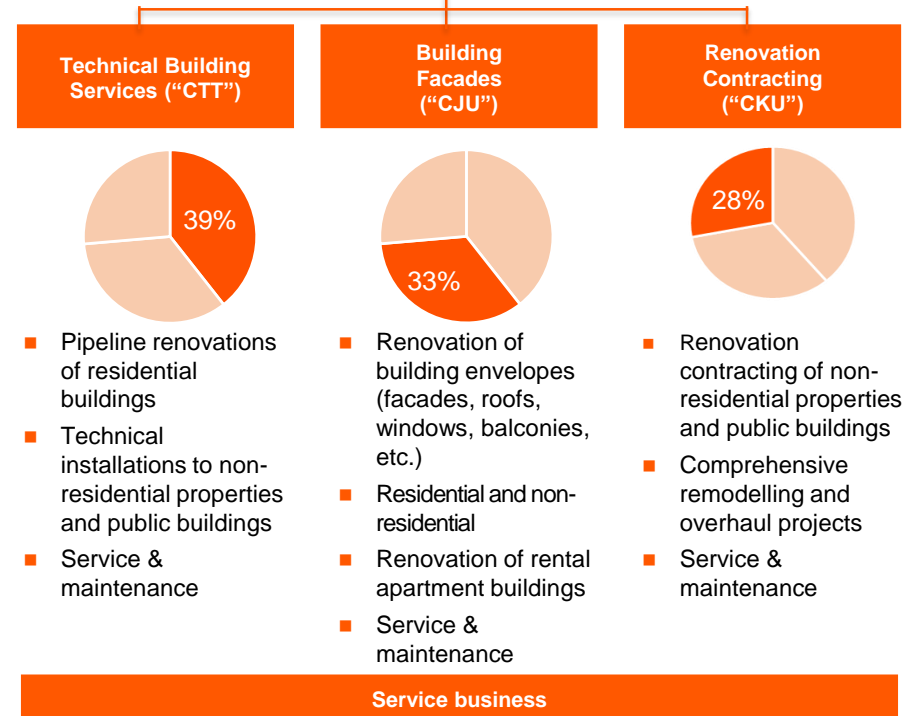 Technical Building
Services (“CTT”)
Building
Facades
(“CJU”)
Renovation
Contracting
(“CKU”)
39%
33%
28%
■ Pipeline renovations
of residential
buildings
■ Technical
installations to non-
residential properties
and public buildings
■ Service &
maintenance
■ Renovation of
building envelopes
(facades, roofs,
windows, balconies,
etc.)
■ Residential and non-
residential
■ Renovation of rental
apartment buildings
■ Service &
maintenance
■ Renovation
contracting of non-
residential properties
and public buildings
■ Comprehensive
remodelling and
overhaul projects
■ Service &
maintenance
Service business